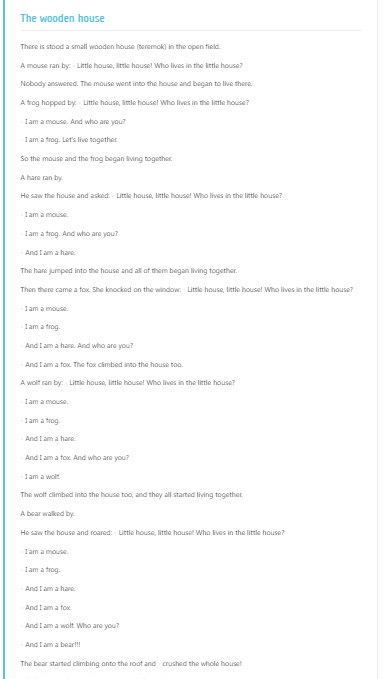 The wooden house
There is stood a small wooden house (teremok) in the open field.
A mouse ran by: · Little house, little house! Who lives in the little house?
Nobody answered. The mouse went into the house and began to live there.
A frog hopped by: · Little house, little house! Who lives in the little house?
· I am a mouse. And who are you?
· I am a frog. Let's live together.
So the mouse and the frog began living together.
A hare ran by.
He saw the house and asked: · Little house, little house! Who lives in the little house?
· I am a mouse.
· I am a frog. And who are you?
· And I am a hare.
The hare jumped into the house and all of them began living together.
Then there came a fox. She knocked on the window: · Little house, little house! Who lives in the little house?
· I am a mouse.
· I am a frog.
· And I am a hare. And who are you?
· And I am a fox. The fox climbed into the house too.
A wolf ran by: · Little house, little house! Who lives in the little house?
· I am a mouse.
· I am a frog.
· And I am a hare.
· And I am a fox. And who are you?
· I am a wolf.
The wolf climbed into the house too, and they all started living together.
A bear walked by.
He saw the house and roared: · Little house, little house! Who lives in the little house?
· I am a mouse.
· I am a frog.
· And I am a hare.
· And I am a fox.
· And I am a wolf. Who are you?
· And I am a bear!!!
The bear started climbing onto the roof and · crushed the whole house!